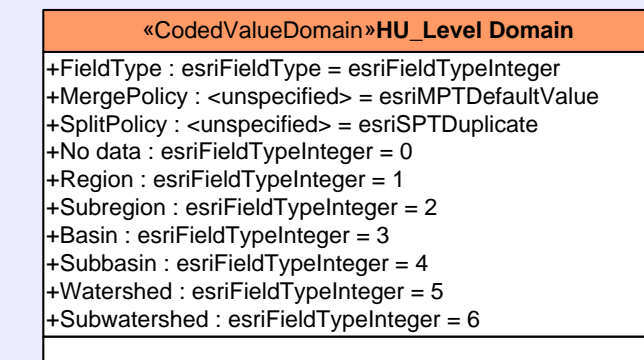 «CodedValueDomain»HU_Level Domain
+FieldType : esriFieldType = esriFieldTypeInteger
+MergePolicy : <unspecified> = esriMPTDefaultValue
+SplitPolicy : <unspecified> = esriSPTDuplicate
+No data : esriFieldTypeInteger = 0
+Region : esriFieldTypeInteger = 1
+Subregion : esriFieldTypeInteger = 2
+Basin : esriFieldTypeInteger = 3
+Subbasin : esriFieldTypeInteger = 4
+Watershed : esriFieldTypeInteger = 5
+Subwatershed : esriFieldTypeInteger = 6